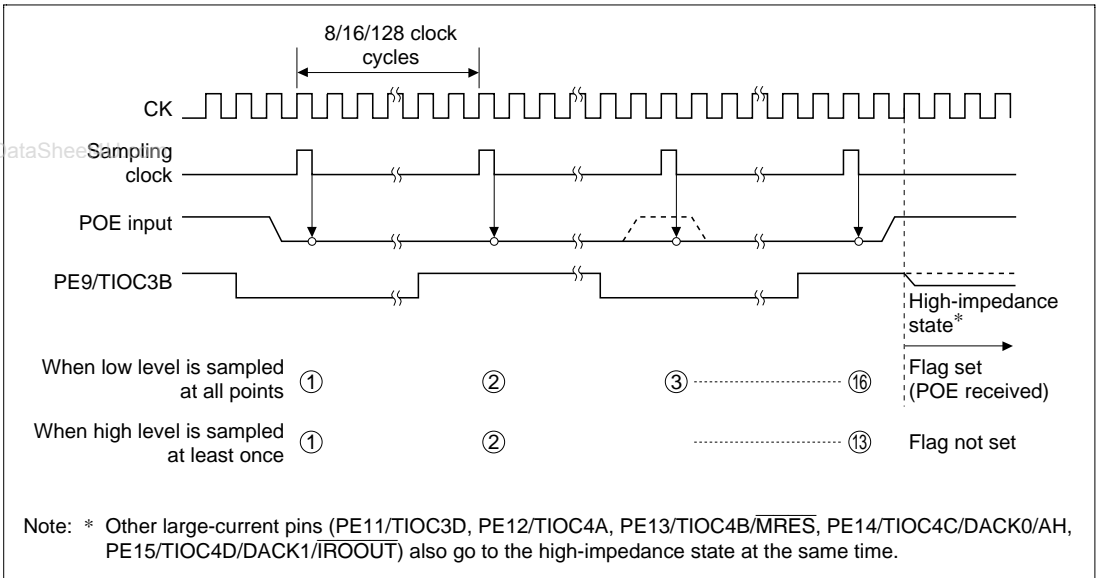 8/16/128 clock
cycles
CK
DataSheet4U.com
Sampling
clock
POE input
PE9/TIOC3B
High-impedance
state*
When low level is sampled
at all points
① ② ③ ⑯
Flag set
(POE received)
When high level is sampled
at least once
① ② ⑬
Flag not set
Note: * Other large-current pins (PE11/TIOC3D, PE12/TIOC4A, PE13/TIOC4B/MRES, PE14/TIOC4C/DACK0/AH,
PE15/TIOC4D/DACK1/IROOUT) also go to the high-impedance state at the same time.